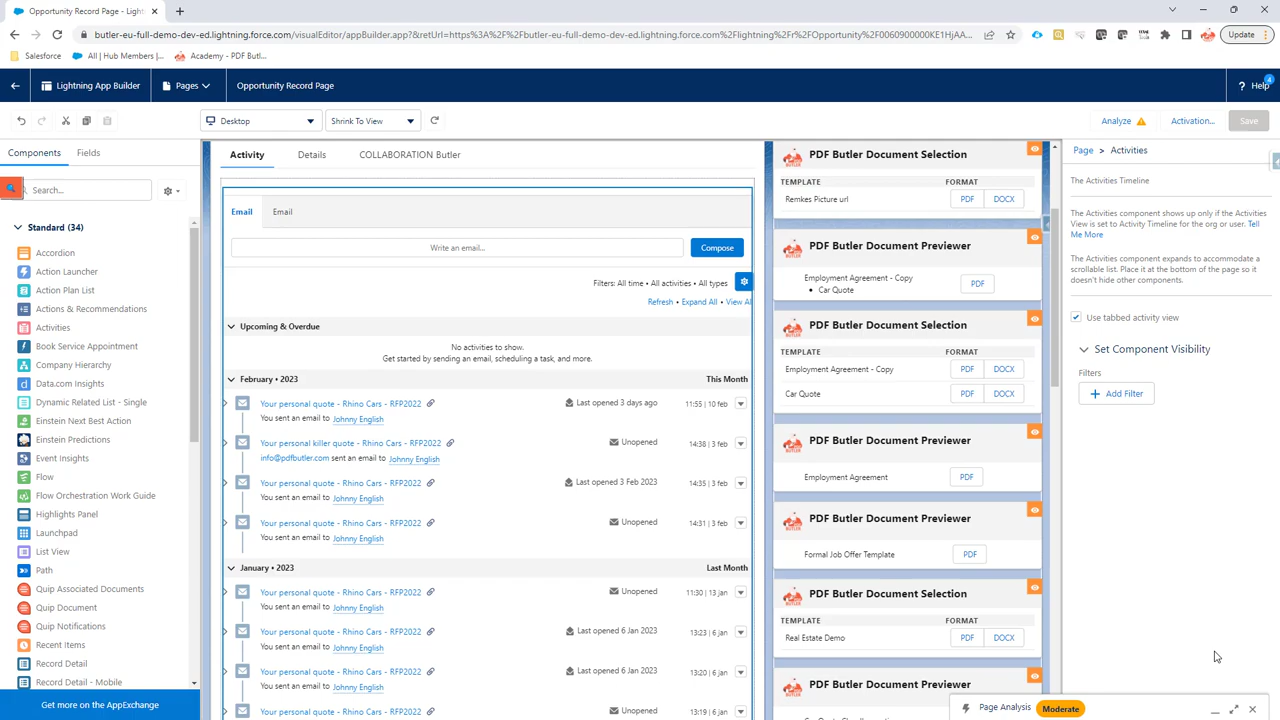 Opportunity Record Page - Lightn
butler-eu-full-demo-dev-ed.lightning.force.com/visualEditor/appBuilder.app?&retUrl=https%3A%2F%2Fbutler-eu-full-demo-dev-ed.lightning.force.com%2Flightning%2Fr%2FOpportunity%2F0060900000KE1HjAA...
Update
Salesforce
All | Hub Members |...
Academy - PDF But...
Lightning App Builder
Pages
Opportunity Record Page
Help
4
Desktop
Shrink To View
Analyze
Activation...
Save
Components
Fields
Search...
Standard (34)
Accordion
Action Launcher
Action Plan List
Actions & Recommendations
Activities
Book Service Appointment
Company Hierarchy
Data.com Insights
Dynamic Related List - Single
Einstein Next Best Action
Einstein Predictions
Event Insights
Flow
Flow Orchestration Work Guide
Highlights Panel
Launchpad
List View
Path
Quip Associated Documents
Quip Document
Quip Notifications
Recent Items
Record Detail
Record Detail - Mobile
Get more on the AppExchange
Activity
Details
COLLABORATION Butler
Email
Email
Write an email...
Compose
Filters: All time • All activities • All types
Refresh • Expand All • View Al
Upcoming & Overdue
No activities to show.
Get started by sending an email, scheduling a task, and more.
February • 2023
This Month
Your personal quote - Rhino Cars - RFP2022
Last opened 3 days ago
11:55 | 10 feb
You sent an email to Johnny English
Your personal killer quote - Rhino Cars - RFP2022
Unopened
14:38 | 3 feb
info@pdfbutler.com sent an email to Johnny English
Your personal quote - Rhino Cars - RFP2022
Last opened 3 Feb 2023
14:35 | 3 feb
You sent an email to Johnny English
Your personal quote - Rhino Cars - RFP2022
Unopened
14:31 | 3 feb
You sent an email to Johnny English
January • 2023
Last Month
Your personal quote - Rhino Cars - RFP2022
Unopened
11:30 | 13 jan
You sent an email to Johnny English
Your personal quote - Rhino Cars - RFP2022
Last opened 6 Jan 2023
13:23 | 6 jan
You sent an email to Johnny English
Your personal quote - Rhino Cars - RFP2022
Last opened 6 Jan 2023
13:20 | 6 jan
You sent an email to Johnny English
Your personal quote - Rhino Cars - RFP2022
Unopened
13:19 | 6 jan
PDF Butler Document Selection
TEMPLATE
FORMAT
Remkes Picture url
PDF
DOCX
PDF Butler Document Previewer
Employment Agreement - Copy
• Car Quote
PDF
PDF Butler Document Selection
TEMPLATE
FORMAT
Employment Agreement - Copy
PDF
DOCX
Car Quote
PDF
DOCX
PDF Butler Document Previewer
Employment Agreement
PDF
PDF Butler Document Previewer
Formal Job Offer Template
PDF
PDF Butler Document Selection
TEMPLATE
FORMAT
Real Estate Demo
PDF
DOCX
PDF Butler Document Previewer
Page > Activities
The Activities Timeline
The Activities component shows up only if the Activities
View is set to Activity Timeline for the org or user. Tell
Me More
The Activities component expands to accommodate a
scrollable list. Place it at the bottom of the page so it
doesn't hide other components.
Use tabbed activity view
Set Component Visibility
Filters
Add Filter
Page Analysis
Moderate